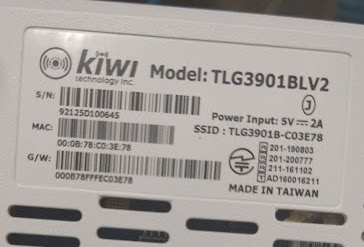 KIWI
technology Inc.
Model: TLG3901BLV2
J
S/N:
92125D100645
Power Input: 5V⎓2A
MAC:
SSID : TLG3901B-C03E78
00:0B:78:C0:3E:78
R 201-190803
R 201-200777
R 211-161102
T AD160016211
G/W:
000B78FFFEC03E78
MADE IN TAIWAN